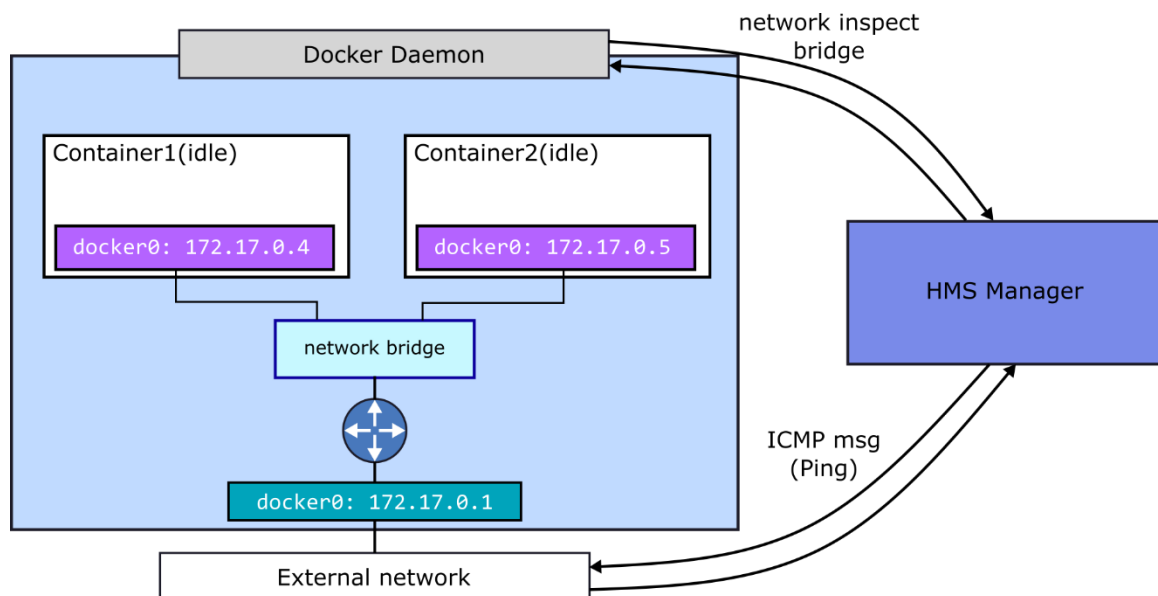 Docker Daemon
network inspect
bridge
Container1(idle)
Container2(idle)
docker0: 172.17.0.4
docker0: 172.17.0.5
HMS Manager
network bridge
ICMP msg
(Ping)
docker0: 172.17.0.1
External network